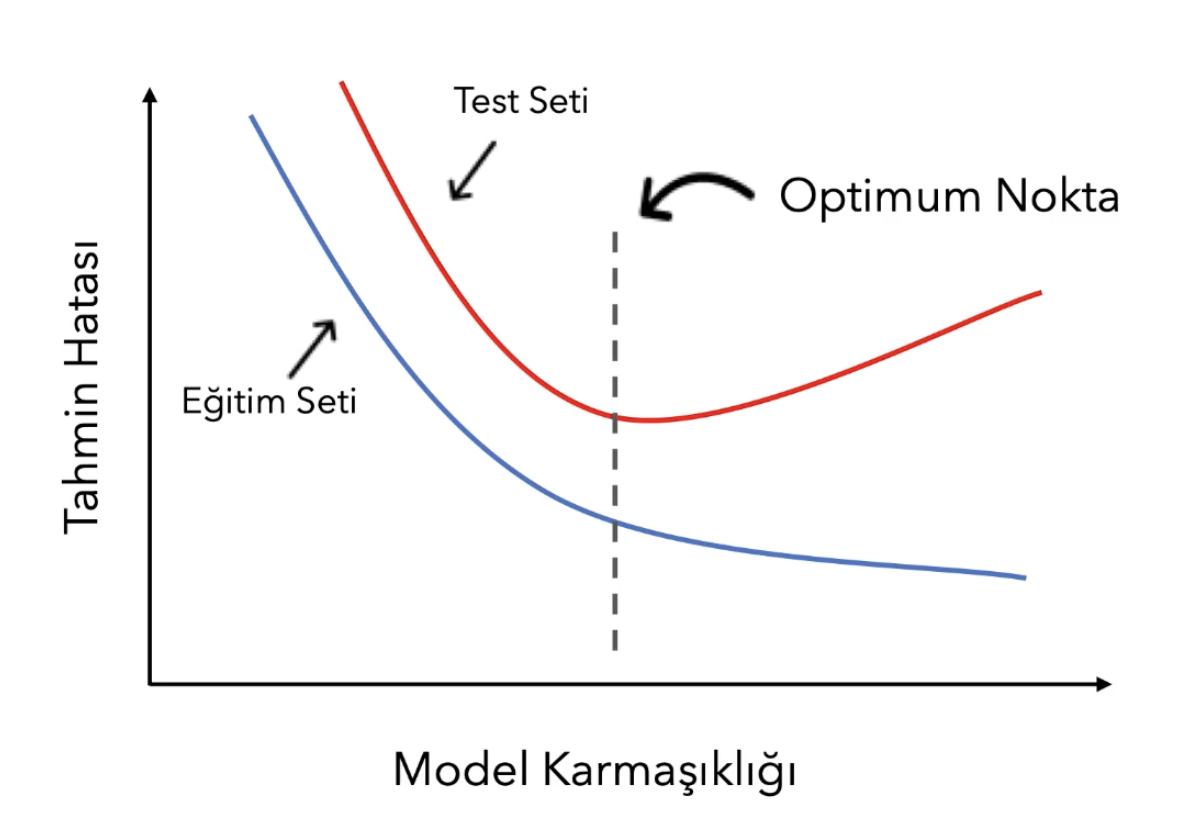 Test Seti
Optimum Nokta
Eğitim Seti
Tahmin Hatası
Model Karmaşıklığı